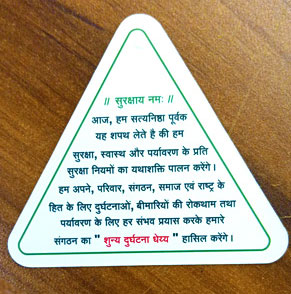 ॥ सुरक्षाय नमः ॥
आज, हम सत्यनिष्ठा पूर्वक
यह शपथ लेते है की हम
सुरक्षा, स्वास्थ और पर्यावरण के प्रति
सुरक्षा नियमों का यथाशक्ति पालन करेंगे।
हम अपने, परिवार, संगठन, समाज एवं राष्ट्र के
हित के लिए दुर्घटनाओं, बीमारियों की रोकथाम तथा
पर्यावरण के लिए हर संभव प्रयास करके हमारे
संगठन का " शुन्य दुर्घटना धेय्य " हासिल करेंगे।